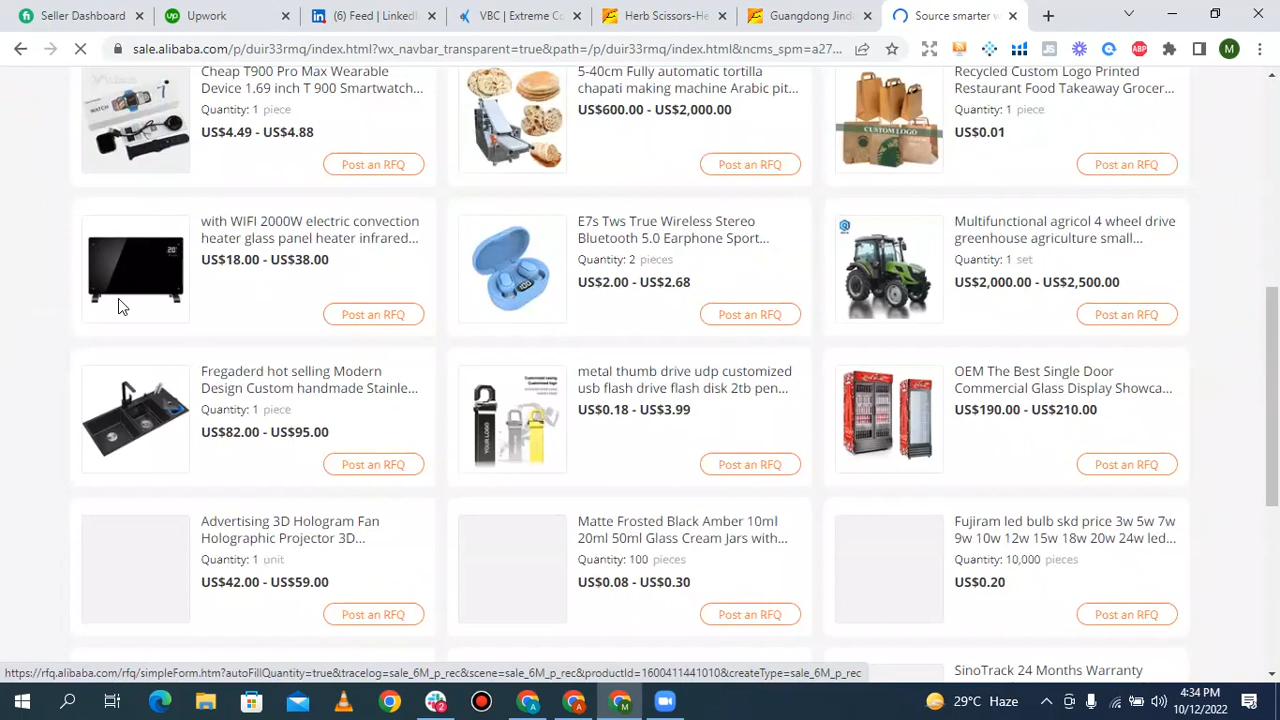 Seller Dashboard
Upwork
(6) Feed | LinkedI
VBC | Extreme Co
Herb Scissors-He
Guangdong Jinda
Source smarter w
sale.alibaba.com/p/duir33rmq/index.html?wx_navbar_transparent=true&path=/p/duir33rmq/index.html&ncms_spm=a27...
ABP
M
Cheap T900 Pro Max Wearable
Device 1.69 inch T 900 Smartwatch...
Quantity: 1 piece
US$4.49 - US$4.88
Post an RFQ
5-40cm Fully automatic tortilla
chapati making machine Arabic pit...
US$600.00 - US$2,000.00
Post an RFQ
CUSTOM LOGO
Recycled Custom Logo Printed
Restaurant Food Takeaway Grocer...
Quantity: 1 piece
US$0.01
Post an RFQ
with WIFI 2000W electric convection
heater glass panel heater infrared...
US$18.00 - US$38.00
Post an RFQ
E7s Tws True Wireless Stereo
Bluetooth 5.0 Earphone Sport...
Quantity: 2 pieces
US$2.00 - US$2.68
Post an RFQ
Multifunctional agricol 4 wheel drive
greenhouse agriculture small...
Quantity: 1 set
US$2,000.00 - US$2,500.00
Post an RFQ
Fregaderd hot selling Modern
Design Custom handmade Stainle...
Quantity: 1 piece
US$82.00 - US$95.00
Post an RFQ
YOUR LOGO
metal thumb drive udp customized
usb flash drive flash disk 2tb pen...
US$0.18 - US$3.99
Post an RFQ
OEM The Best Single Door
Commercial Glass Display Showca...
US$190.00 - US$210.00
Post an RFQ
Advertising 3D Hologram Fan
Holographic Projector 3D...
Quantity: 1 unit
US$42.00 - US$59.00
Post an RFQ
Matte Frosted Black Amber 10ml
20ml 50ml Glass Cream Jars with...
Quantity: 100 pieces
US$0.08 - US$0.30
Post an RFQ
Fujiram led bulb skd price 3w 5w 7w
9w 10w 12w 15w 18w 20w 24w led...
Quantity: 10,000 pieces
US$0.20
Post an RFQ
SinoTrack 24 Months Warranty
https://rfq.alibaba.com/rfq/simpleForm.htm?autoFillQuantity=true&tracelog=sale_6M_p_rec&scene=sale_6M_p_rec&productId=1600411441010&createType=sale_6M_p_rec
29°C Haze
4:34 PM
10/12/2022